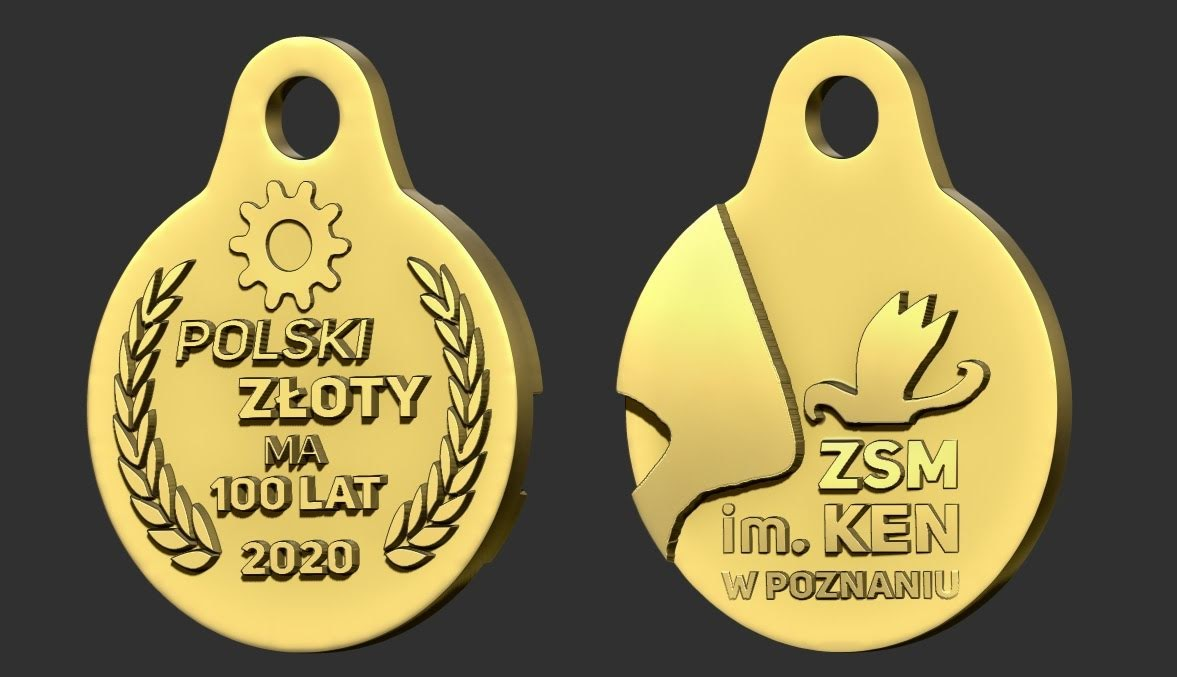 POLSKI
ZŁOTY
MA
100 LAT
2020
ZSM
im. KEN
W POZNANIU